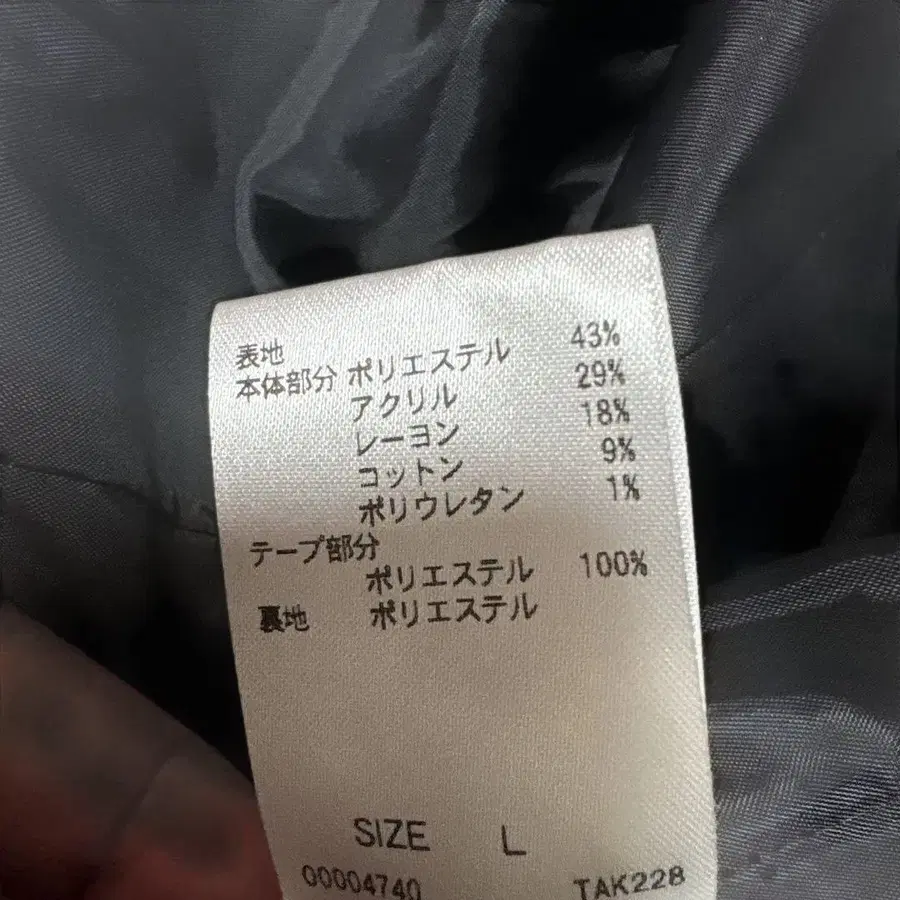 表地
本体部分 ポリエステル 43%
アクリル 29%
レーヨン 18%
コットン 9%
ポリウレタン 1%
テープ部分
ポリエステル 100%
裏地 ポリエステル
SIZE L
00004740 TAK228